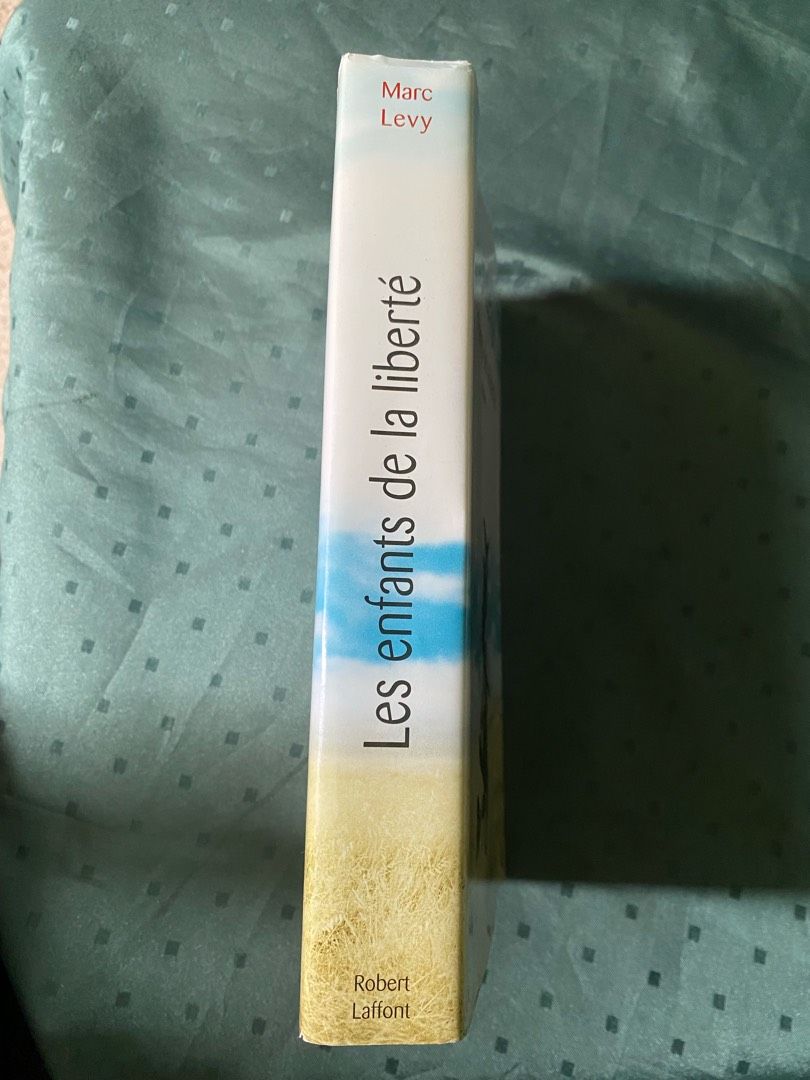 Marc
Levy
Les enfants de la liberté
Robert
Laffont